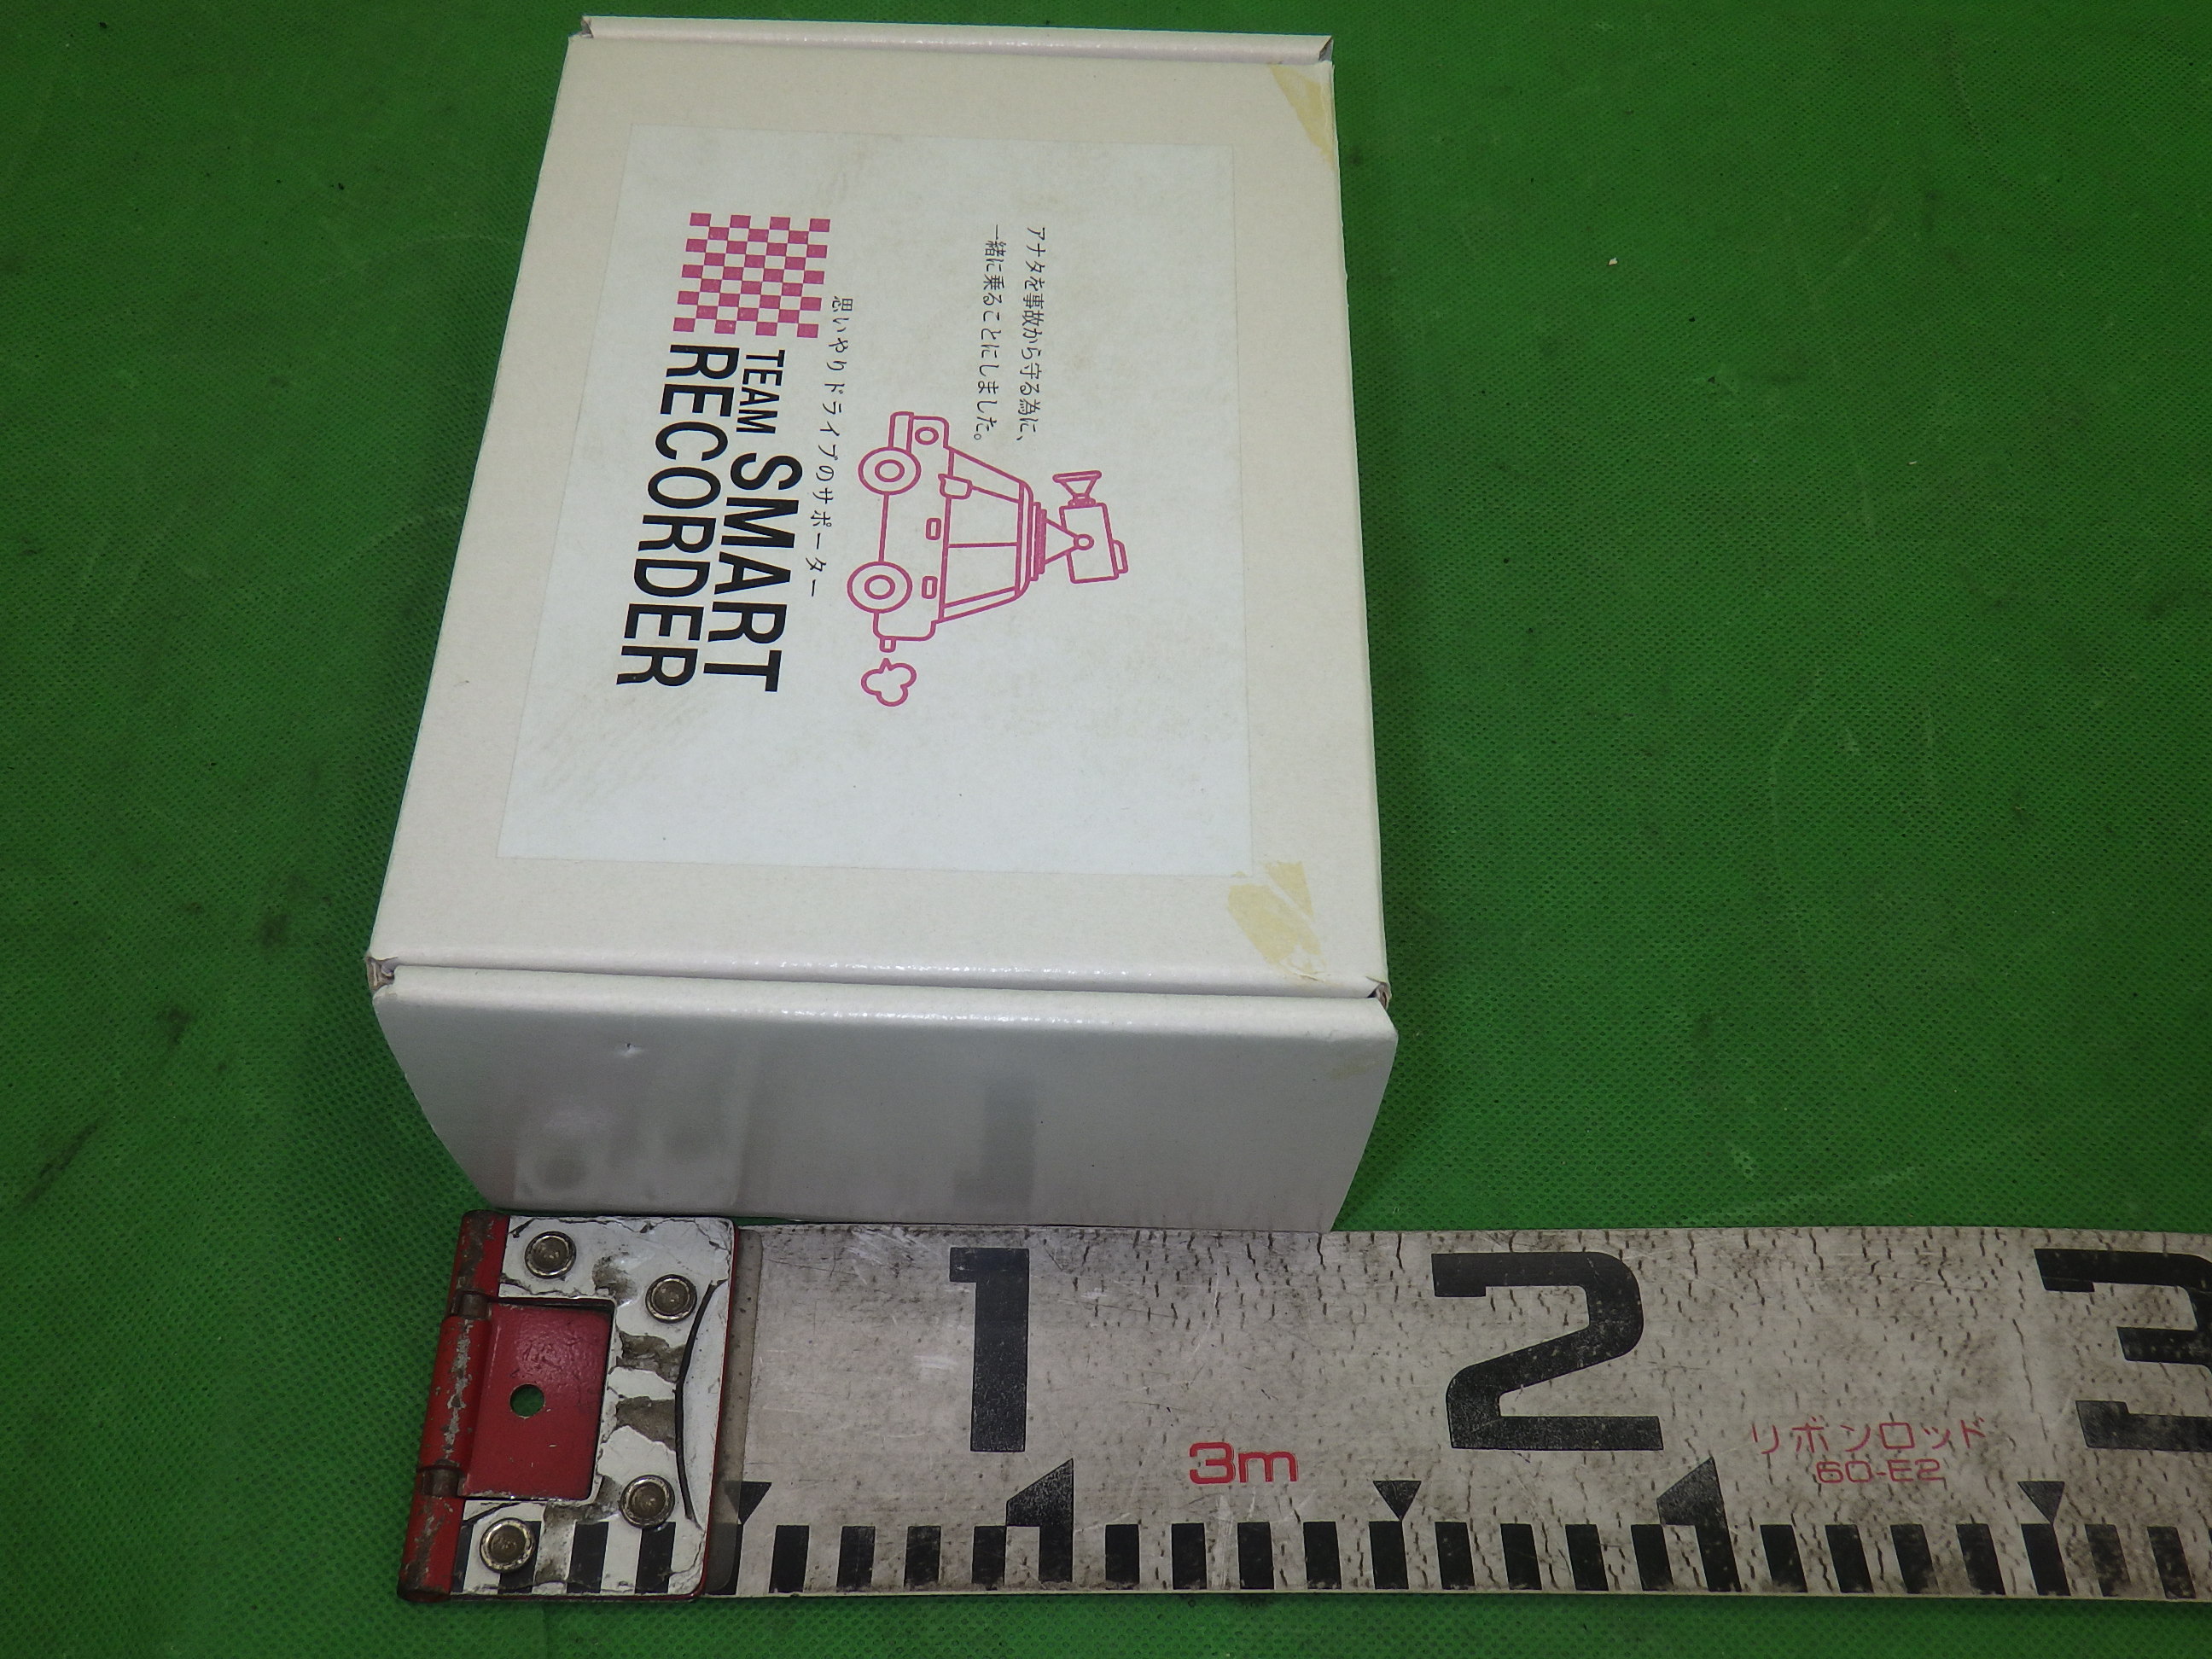 アナタを事故から守る為に、
一緒に乗ることにしました。
思いやりドライブのサポーター
TEAM SMART
RECORDER
1 2 3
3m
リボンロッド
60-E2